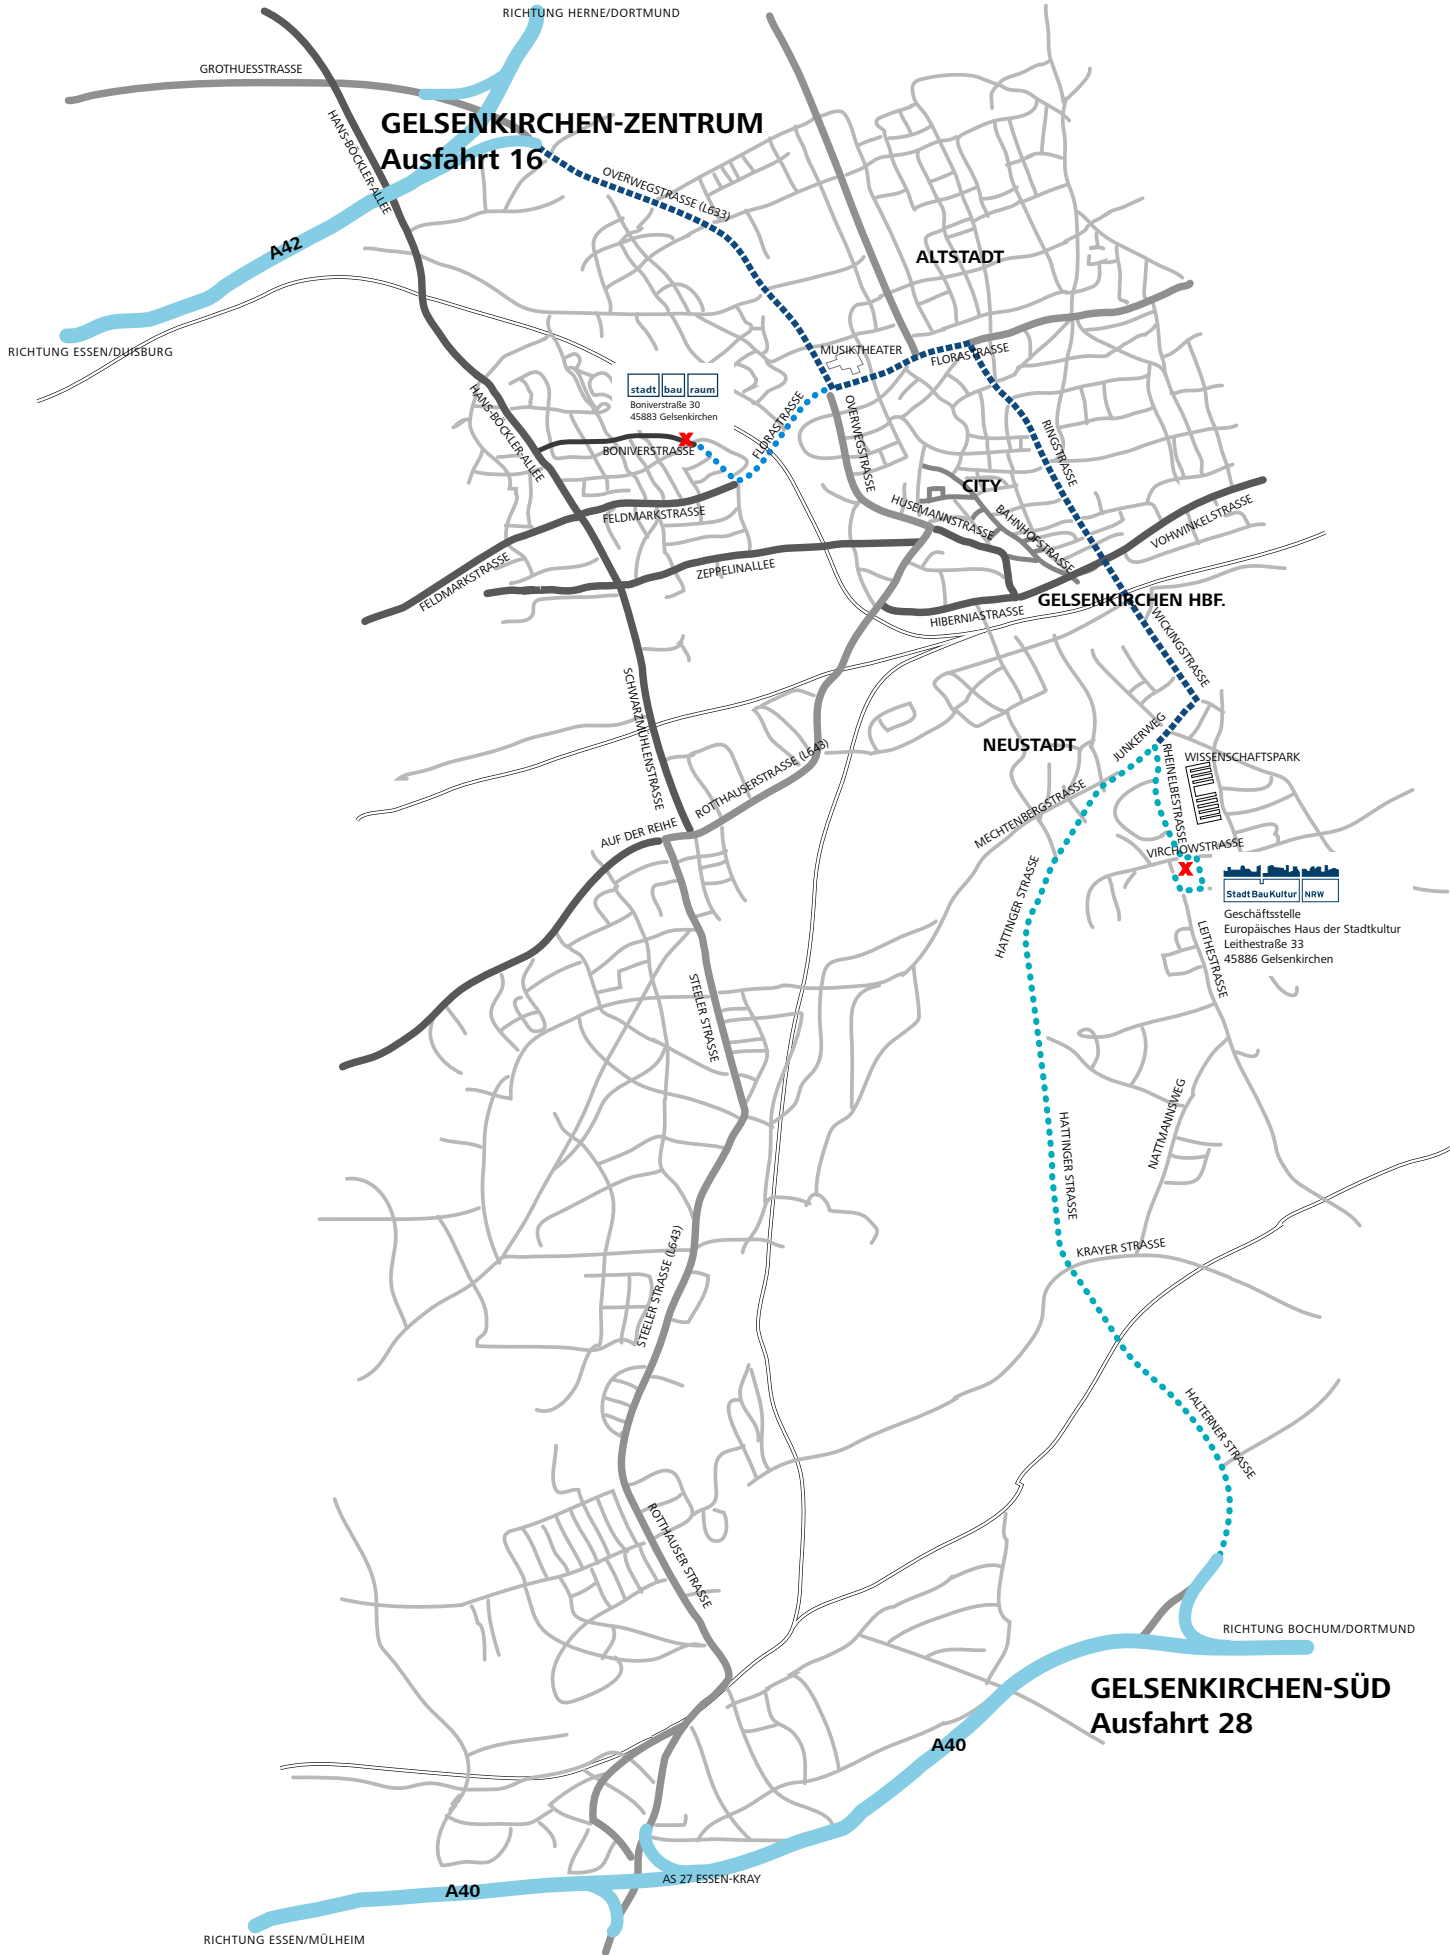 RICHTUNG HERNE/DORTMUND
GROTHUESSTRASSE
HANS-BÖCKLER-ALLEE
GELSENKIRCHEN-ZENTRUM
Ausfahrt 16
OVERWEGSTRASSE (L633)
A42
ALTSTADT
RICHTUNG ESSEN/DUISBURG
MUSIKTHEATER
FLORASTRASSE
stadt bau raum
Boniverstraße 30
45883 Gelsenkirchen
HANS-BÖCKLER-ALLEE
FLORASTRASSE
OVERWEGSTRASSE
RINGSTRASSE
X
BONIVERSTRASSE
CITY
HUSEMANNSTRASSE
BAHNHOFSTRASSE
VOHWINKELSTRASSE
FELDMARKSTRASSE
FELDMARKSTRASSE
ZEPPELINALLEE
GELSENKIRCHEN HBF.
HIBERNIASTRASSE
WICKINGSTRASSE
SCHWARZMÜHLENSTRASSE
NEUSTADT
JUNKERWEG
RHEINELBESTRASSE
WISSENSCHAFTSPARK
ROTTHAUSERSTRASSE (L643)
MECHTENBERGSTRASSE
AUF DER REIHE
VIRCHOWSTRASSE
X
StadtBauKultur NRW
Geschäftsstelle
Europäisches Haus der Stadtkultur
Leithestraße 33
45886 Gelsenkirchen
HATTINGER STRASSE
LEITHESTRASSE
STEELER STRASSE
NATTMANNSWEG
HATTINGER STRASSE
KRAYER STRASSE
STEELER STRASSE (L643)
HALTERNER STRASSE
ROTTHAUSER STRASSE
RICHTUNG BOCHUM/DORTMUND
GELSENKIRCHEN-SÜD
Ausfahrt 28
A40
AS 27 ESSEN-KRAY
A40
RICHTUNG ESSEN/MÜLHEIM